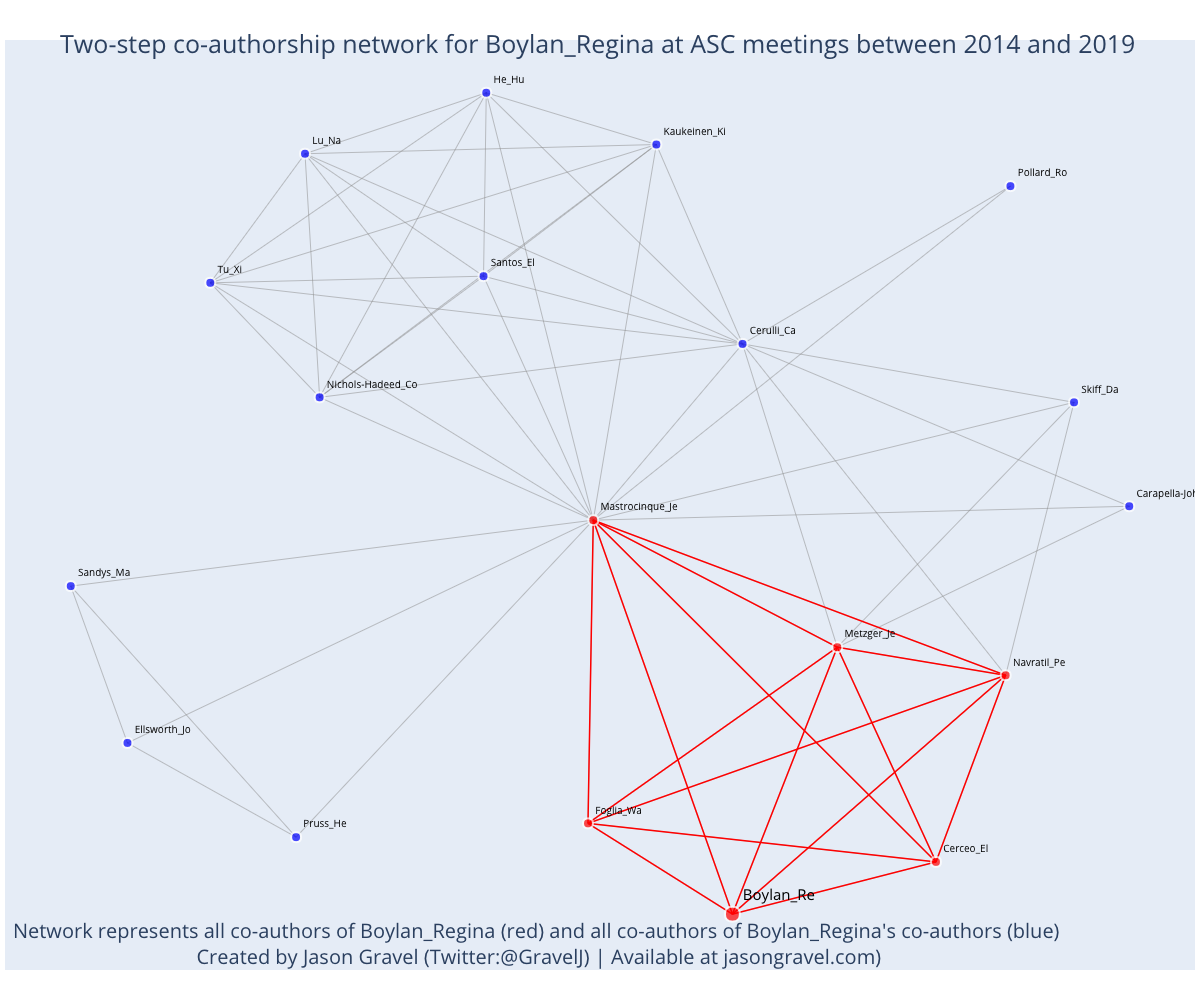 Two-step co-authorship network for Boylan_Regina at ASC meetings between 2014 and 2019
He_Hu
Kaukeinen_Ki
Lu_Na
Pollard_Ro
Santos_El
Tu_Xi
Cerulli_Ca
Nichols-Hadeed_Co
Skiff_Da
Carapella-Joh
Mastrocinque_Je
Sandys_Ma
Metzger_Je
Navratil_Pe
Ellsworth_Jo
Foglia_Wa
Pruss_He
Cerceo_El
Boylan_Re
Network represents all co-authors of Boylan_Regina (red) and all co-authors of Boylan_Regina's co-authors (blue)
Created by Jason Gravel (Twitter:@GravelJ) | Available at jasongravel.com)